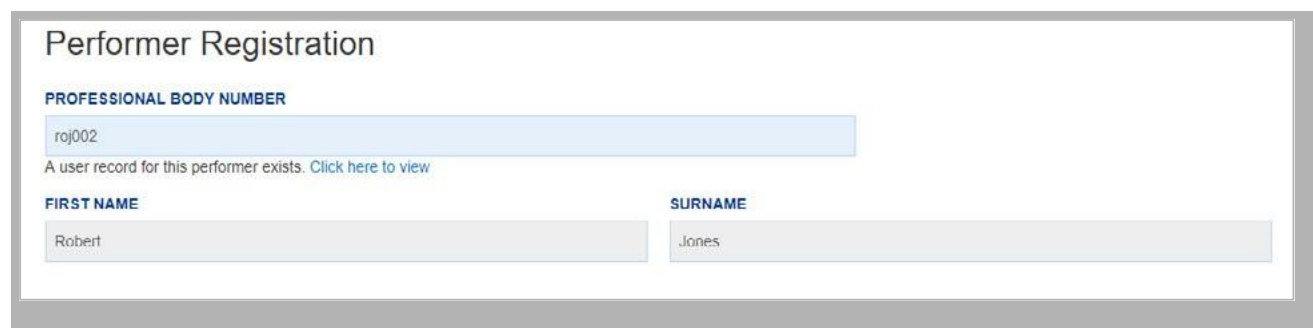 Performer Registration
PROFESSIONAL BODY NUMBER
roj002
A user record for this performer exists. Click here to view
FIRST NAME SURNAME
Robert Jones